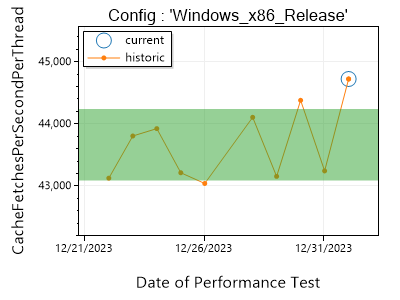 Config : 'Windows_x86_Release'
current
historic
CacheFetchesPerSecondPerThread
45,000
44,000
43,000
12/21/2023
12/26/2023
12/31/2023
Date of Performance Test